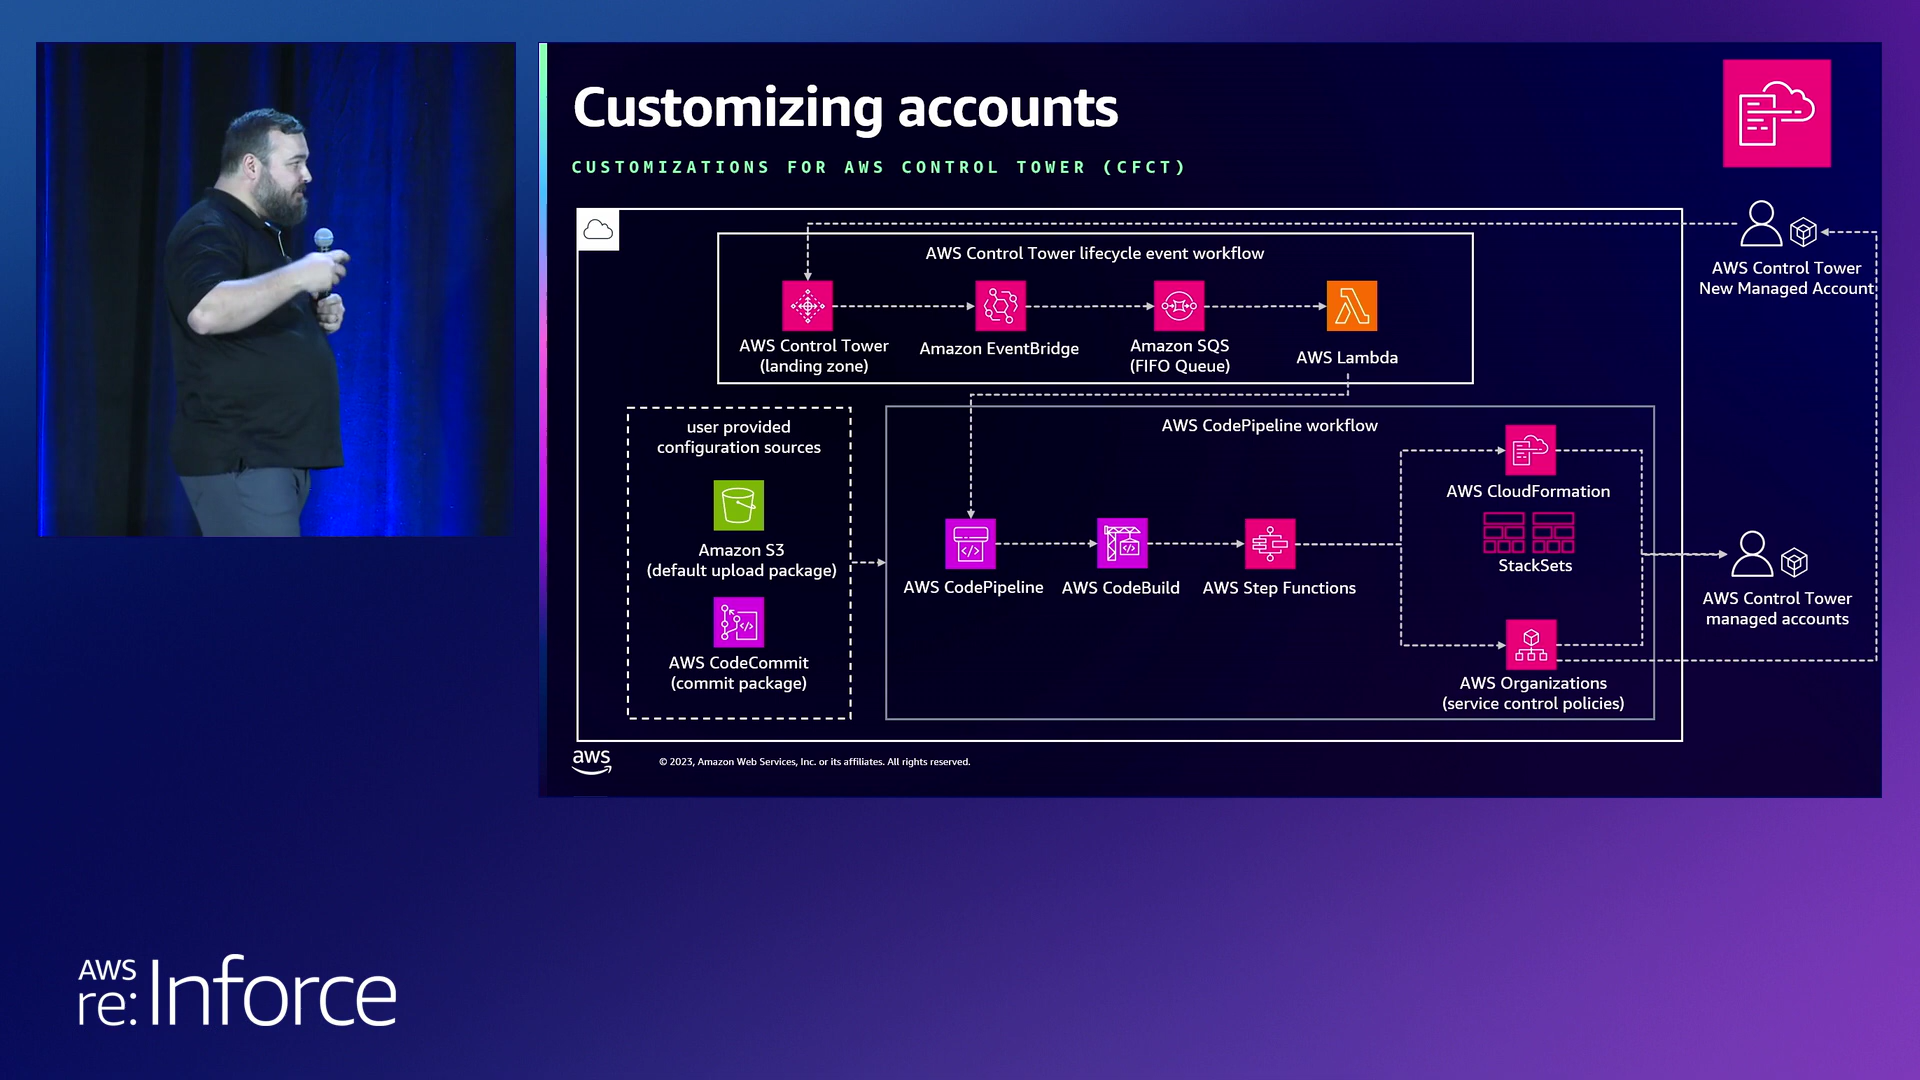 Customizing accounts
CUSTOMIZATIONS FOR AWS CONTROL TOWER (CFCT)
AWS Control Tower
New Managed Account
AWS Control Tower lifecycle event workflow
AWS Control Tower
(landing zone)
Amazon EventBridge
Amazon SQS
(FIFO Queue)
AWS Lambda
user provided
configuration sources
Amazon S3
(default upload package)
AWS CodeCommit
(commit package)
AWS CodePipeline workflow
AWS CodePipeline
AWS CodeBuild
AWS Step Functions
AWS CloudFormation
StackSets
AWS Organizations
(service control policies)
AWS Control Tower
managed accounts
aws
© 2023, Amazon Web Services, Inc. or its affiliates. All rights reserved.
AWS
re:Inforce